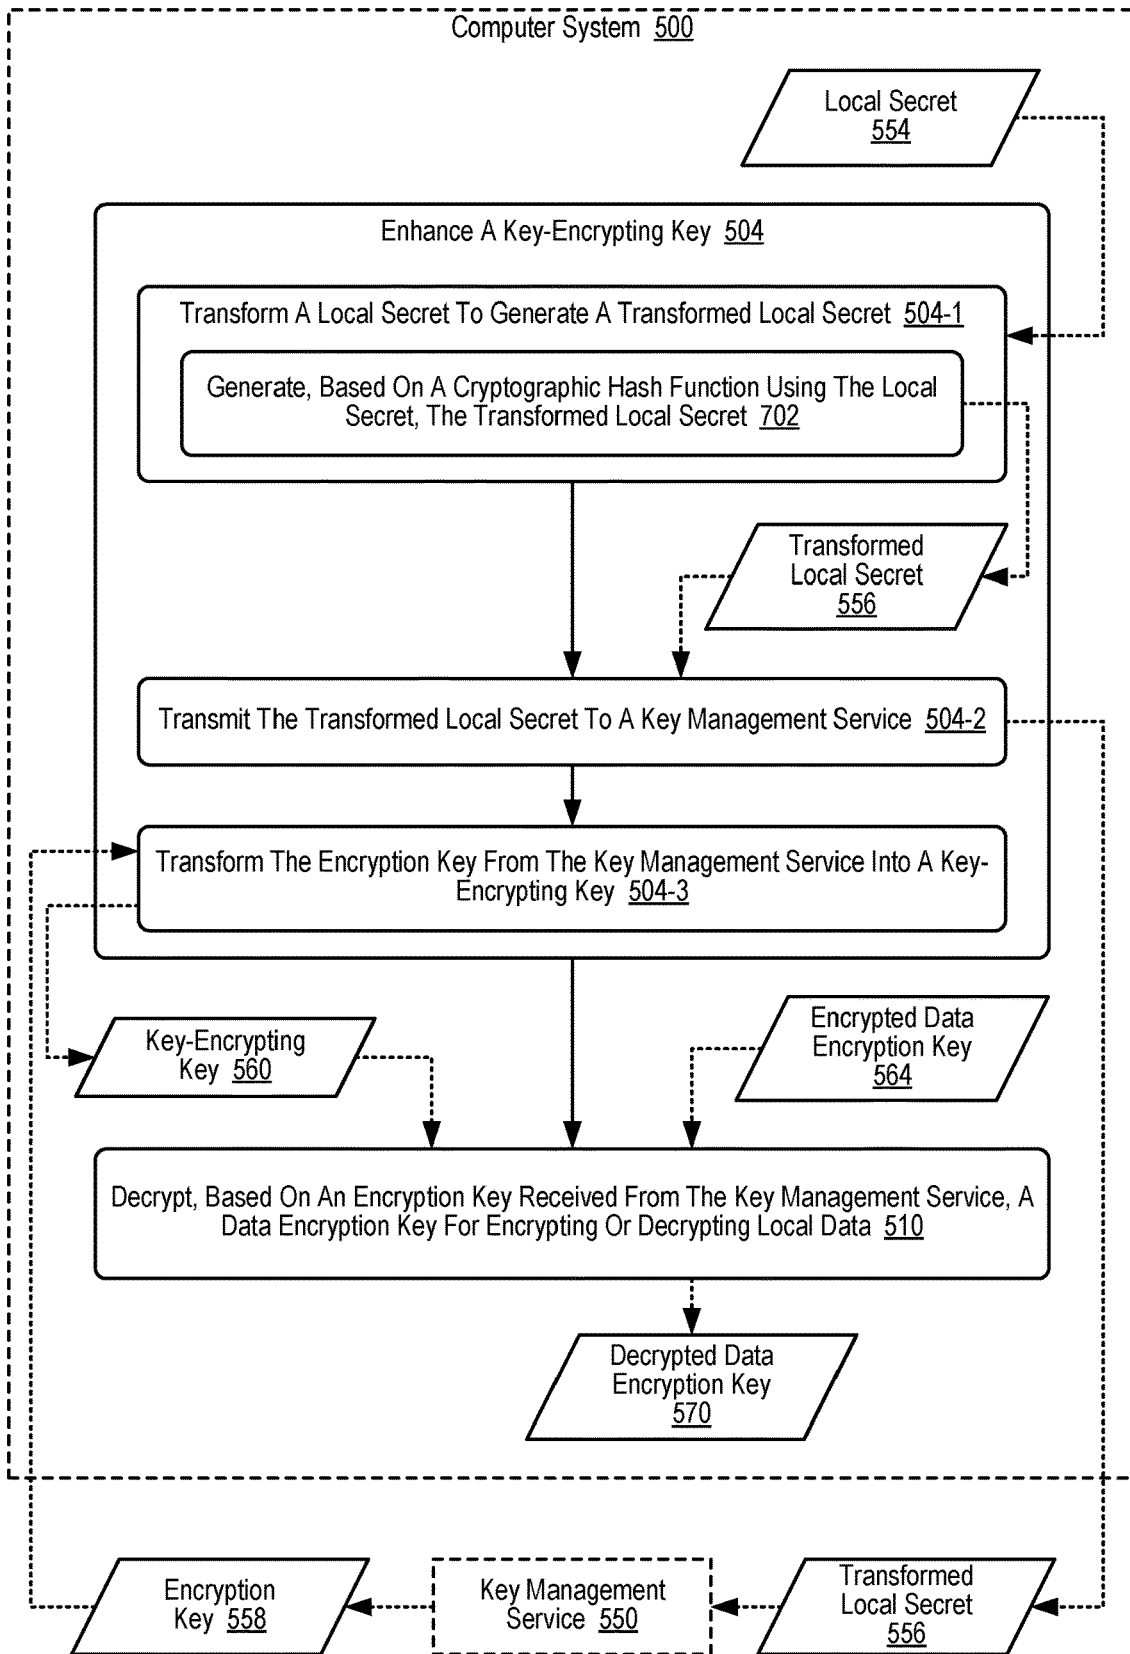 Computer System 500
Local Secret
554
Enhance A Key-Encrypting Key 504
Transform A Local Secret To Generate A Transformed Local Secret 504-1
Generate, Based On A Cryptographic Hash Function Using The Local
Secret, The Transformed Local Secret 702
Transformed
Local Secret
556
Transmit The Transformed Local Secret To A Key Management Service 504-2
Transform The Encryption Key From The Key Management Service Into A Key-
Encrypting Key 504-3
Key-Encrypting
Key 560
Encrypted Data
Encryption Key
564
Decrypt, Based On An Encryption Key Received From The Key Management Service, A
Data Encryption Key For Encrypting Or Decrypting Local Data 510
Decrypted Data
Encryption Key
570
Encryption
Key 558
Key Management
Service 550
Transformed
Local Secret
556